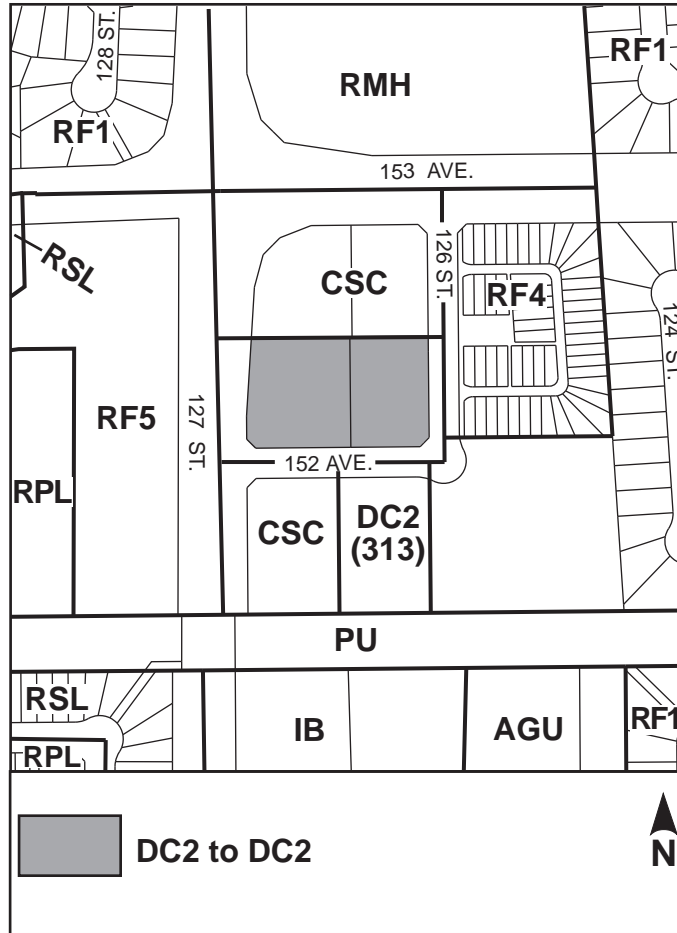 128 ST.
RF1
RMH
RF1
153 AVE.
RSL
CSC
126 ST.
RF4
124 ST.
RF5
127 ST.
RPL
152 AVE.
CSC
DC2
(313)
PU
RSL
RPL
IB
AGU
RF1
DC2 to DC2
N